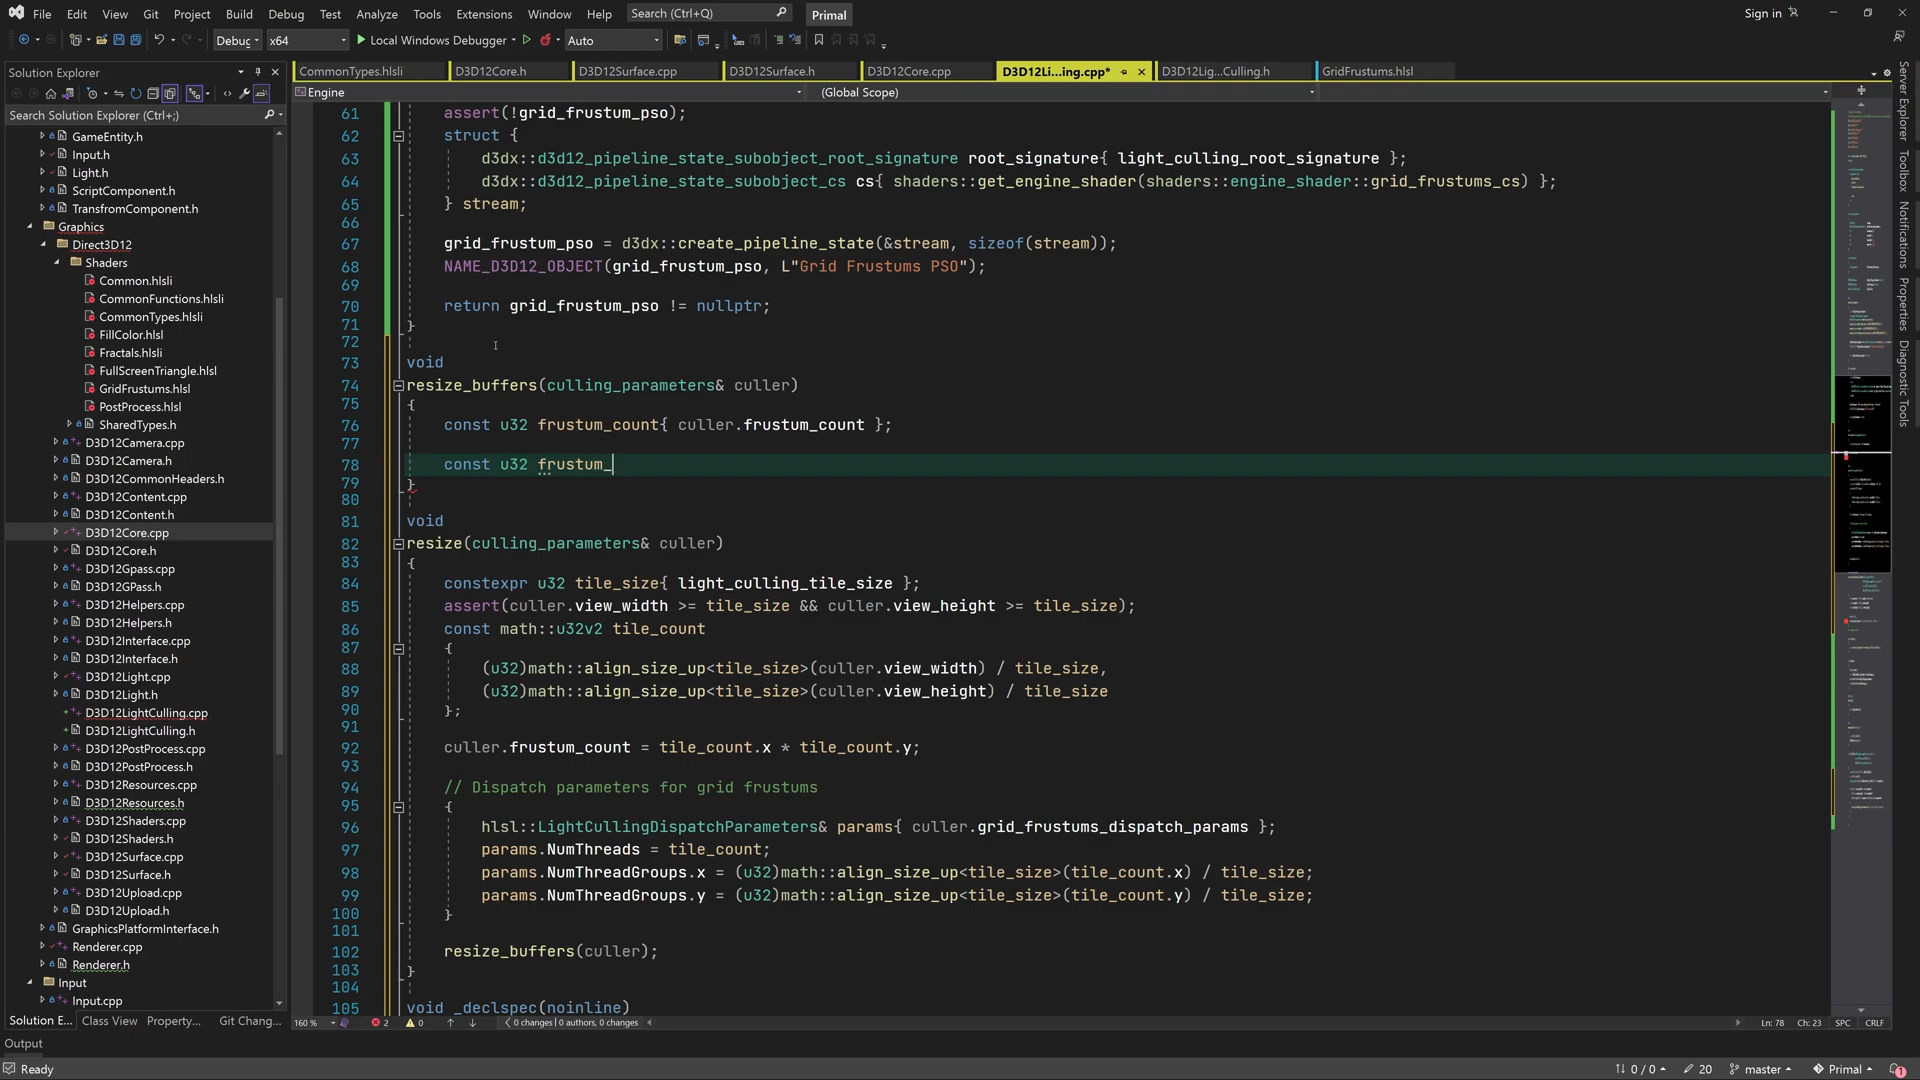 File Edit View Git Project Build Debug Test Analyze Tools Extensions Window Help Search (Ctrl+Q) Primal Sign in
Debug x64 Local Windows Debugger Auto
Solution Explorer
Search Solution Explorer (Ctrl+;)
GameEntity.h
Input.h
Light.h
ScriptComponent.h
TransfromComponent.h
Graphics
Direct3D12
Shaders
Common.hlsli
CommonFunctions.hlsli
CommonTypes.hlsli
FillColor.hlsl
Fractals.hlsli
FullScreenTriangle.hlsl
GridFrustums.hlsl
PostProcess.hlsl
SharedTypes.h
D3D12Camera.cpp
D3D12Camera.h
D3D12CommonHeaders.h
D3D12Content.cpp
D3D12Content.h
D3D12Core.cpp
D3D12Core.h
D3D12Gpass.cpp
D3D12GPass.h
D3D12Helpers.cpp
D3D12Helpers.h
D3D12Interface.cpp
D3D12Interface.h
D3D12Light.cpp
D3D12Light.h
D3D12LightCulling.cpp
D3D12LightCulling.h
D3D12PostProcess.cpp
D3D12PostProcess.h
D3D12Resources.cpp
D3D12Resources.h
D3D12Shaders.cpp
D3D12Shaders.h
D3D12Surface.cpp
D3D12Surface.h
D3D12Upload.cpp
D3D12Upload.h
GraphicsPlatformInterface.h
Renderer.cpp
Renderer.h
Input
Input.cpp
Solution E... Class View Property... Git Chang...
CommonTypes.hlsli D3D12Core.h D3D12Surface.cpp D3D12Surface.h D3D12Core.cpp D3D12Li...ing.cpp* D3D12Lig...Culling.h GridFrustums.hlsl
Engine (Global Scope)
61 assert(!grid_frustum_pso);
62 struct {
63 d3dx::d3d12_pipeline_state_subobject_root_signature root_signature{ light_culling_root_signature };
64 d3dx::d3d12_pipeline_state_subobject_cs cs{ shaders::get_engine_shader(shaders::engine_shader::grid_frustums_cs) };
65 } stream;
66
67 grid_frustum_pso = d3dx::create_pipeline_state(&stream, sizeof(stream));
68 NAME_D3D12_OBJECT(grid_frustum_pso, L"Grid Frustums PSO");
69
70 return grid_frustum_pso != nullptr;
71 }
72
73 void
74 resize_buffers(culling_parameters& culler)
75 {
76 const u32 frustum_count{ culler.frustum_count };
77
78 const u32 frustum_
79 }
80
81 void
82 resize(culling_parameters& culler)
83 {
84 constexpr u32 tile_size{ light_culling_tile_size };
85 assert(culler.view_width >= tile_size && culler.view_height >= tile_size);
86 const math::u32v2 tile_count
87 {
88 (u32)math::align_size_up<tile_size>(culler.view_width) / tile_size,
89 (u32)math::align_size_up<tile_size>(culler.view_height) / tile_size
90 };
91
92 culler.frustum_count = tile_count.x * tile_count.y;
93
94 // Dispatch parameters for grid frustums
95 {
96 hlsl::LightCullingDispatchParameters& params{ culler.grid_frustums_dispatch_params };
97 params.NumThreads = tile_count;
98 params.NumThreadGroups.x = (u32)math::align_size_up<tile_size>(tile_count.x) / tile_size;
99 params.NumThreadGroups.y = (u32)math::align_size_up<tile_size>(tile_count.y) / tile_size;
100 }
101
102 resize_buffers(culler);
103 }
104
105 void _declspec(noinline)
160 % 2 0 0 changes | 0 authors, 0 changes Ln: 78 Ch: 23 SPC CRLF
Server Explorer
Toolbox
Notifications
Properties
Diagnostic Tools
Output
Ready 0 / 0 20 master Primal 1